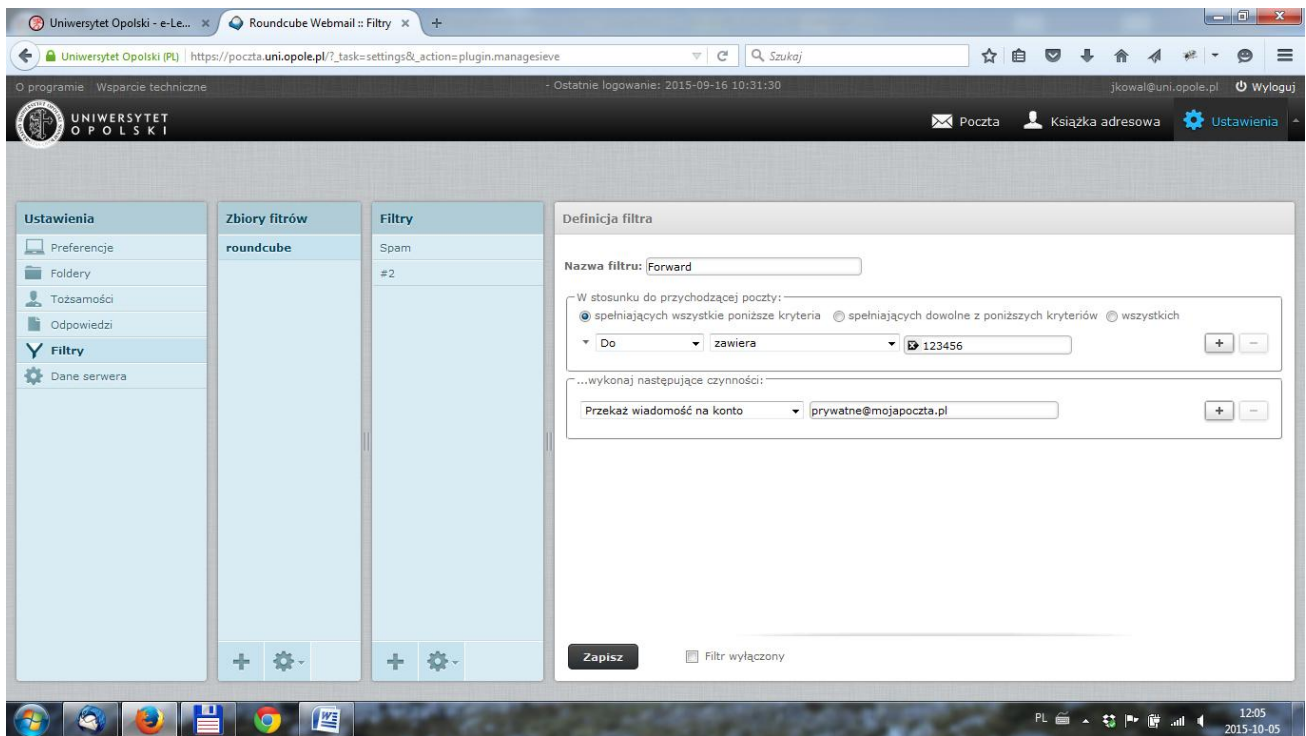 Uniwersytet Opolski - e-Le...
Roundcube Webmail :: Filtry
Uniwersytet Opolski (PL)
https://poczta.uni.opole.pl/?_task=settings&_action=plugin.managesieve
Szukaj
O programie Wsparcie techniczne
- Ostatnie logowanie: 2015-09-16 10:31:30
jkowal@uni.opole.pl Wyloguj
UNIWERSYTET
OPOLSKI
Poczta
Książka adresowa
Ustawienia
Ustawienia
Preferencje
Foldery
Tożsamości
Odpowiedzi
Filtry
Dane serwera
Zbiory fitrów
roundcube
Filtry
Spam
#2
Definicja filtra
Nazwa filtru: Forward
W stosunku do przychodzącej poczty:
spełniających wszystkie poniższe kryteria spełniających dowolne z poniższych kryteriów wszystkich
Do zawiera 123456
...wykonaj następujące czynności:
Przekaż wiadomość na konto prywatne@mojapoczta.pl
Zapisz Filtr wyłączony
PL
12:05
2015-10-05